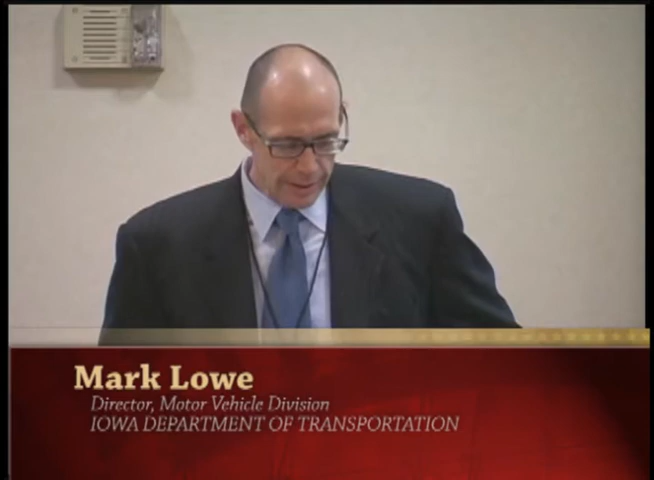 Mark Lowe
Director, Motor Vehicle Division
IOWA DEPARTMENT OF TRANSPORTATION